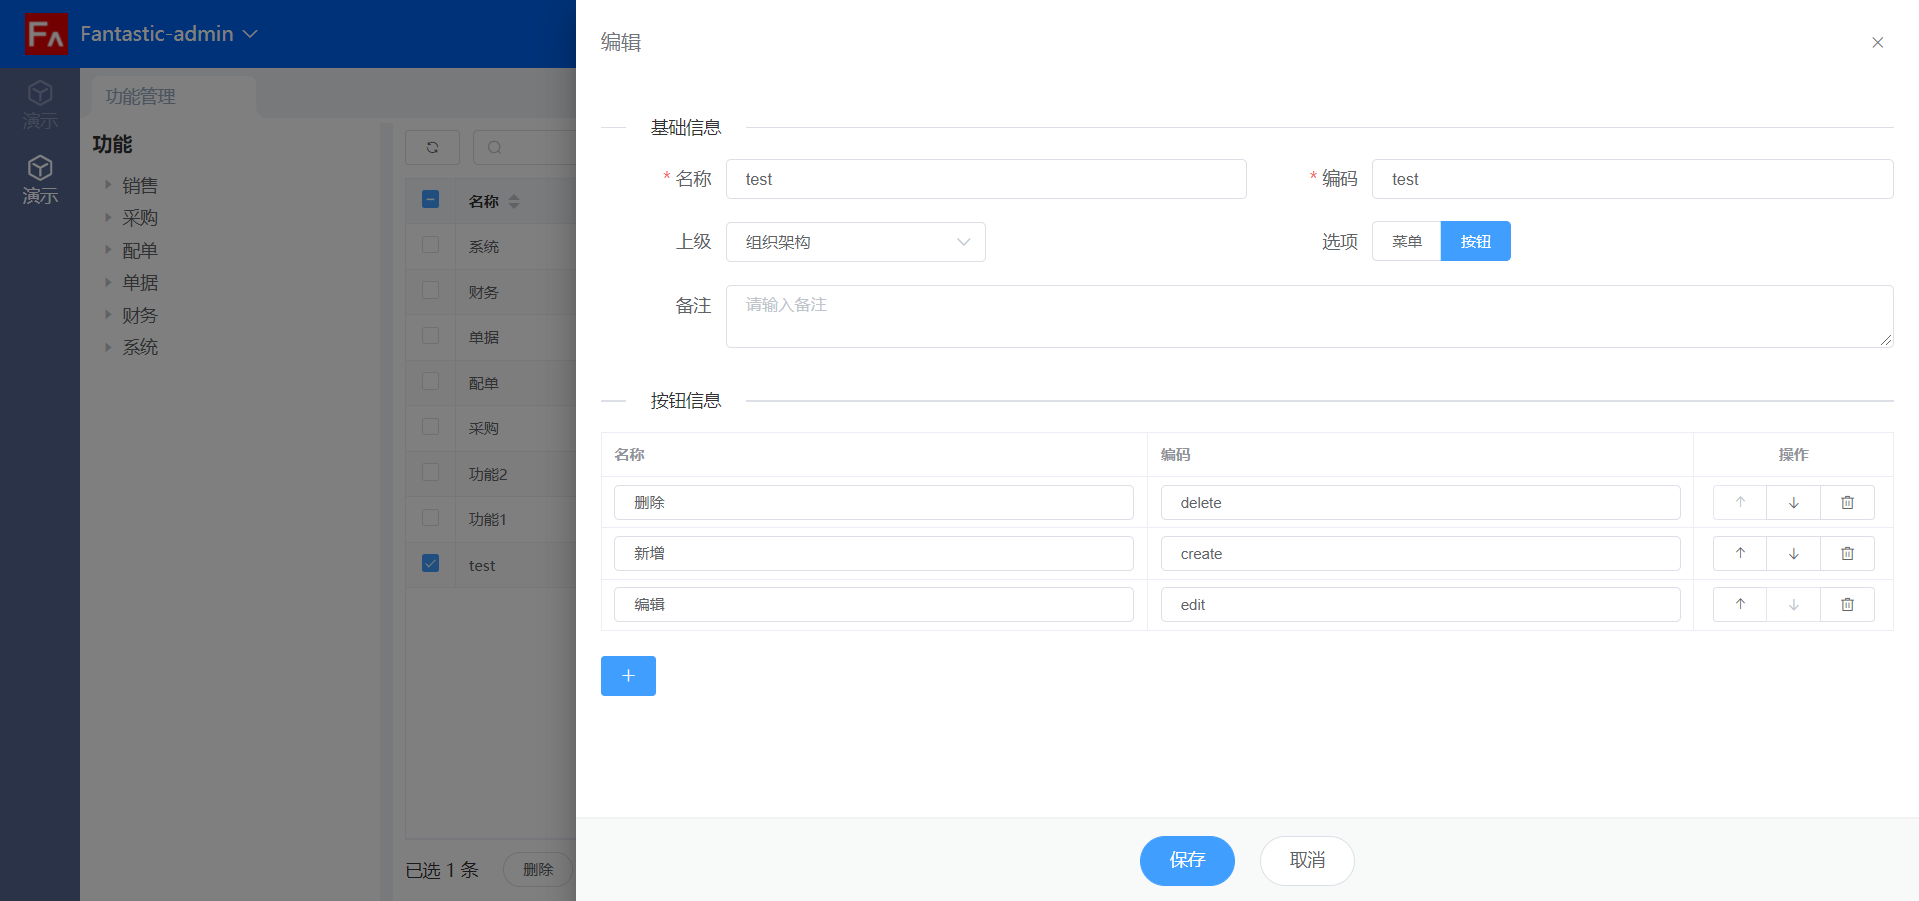 FA Fantastic-admin
演示
演示
功能管理
功能
销售
采购
配单
单据
财务
系统
名称
系统
财务
单据
配单
采购
功能2
功能1
test
已选 1 条
删除
编辑
基础信息
* 名称 test
* 编码 test
上级 组织架构
选项 菜单 按钮
备注 请输入备注
按钮信息
名称 编码 操作
删除 delete
新增 create
编辑 edit
保存 取消